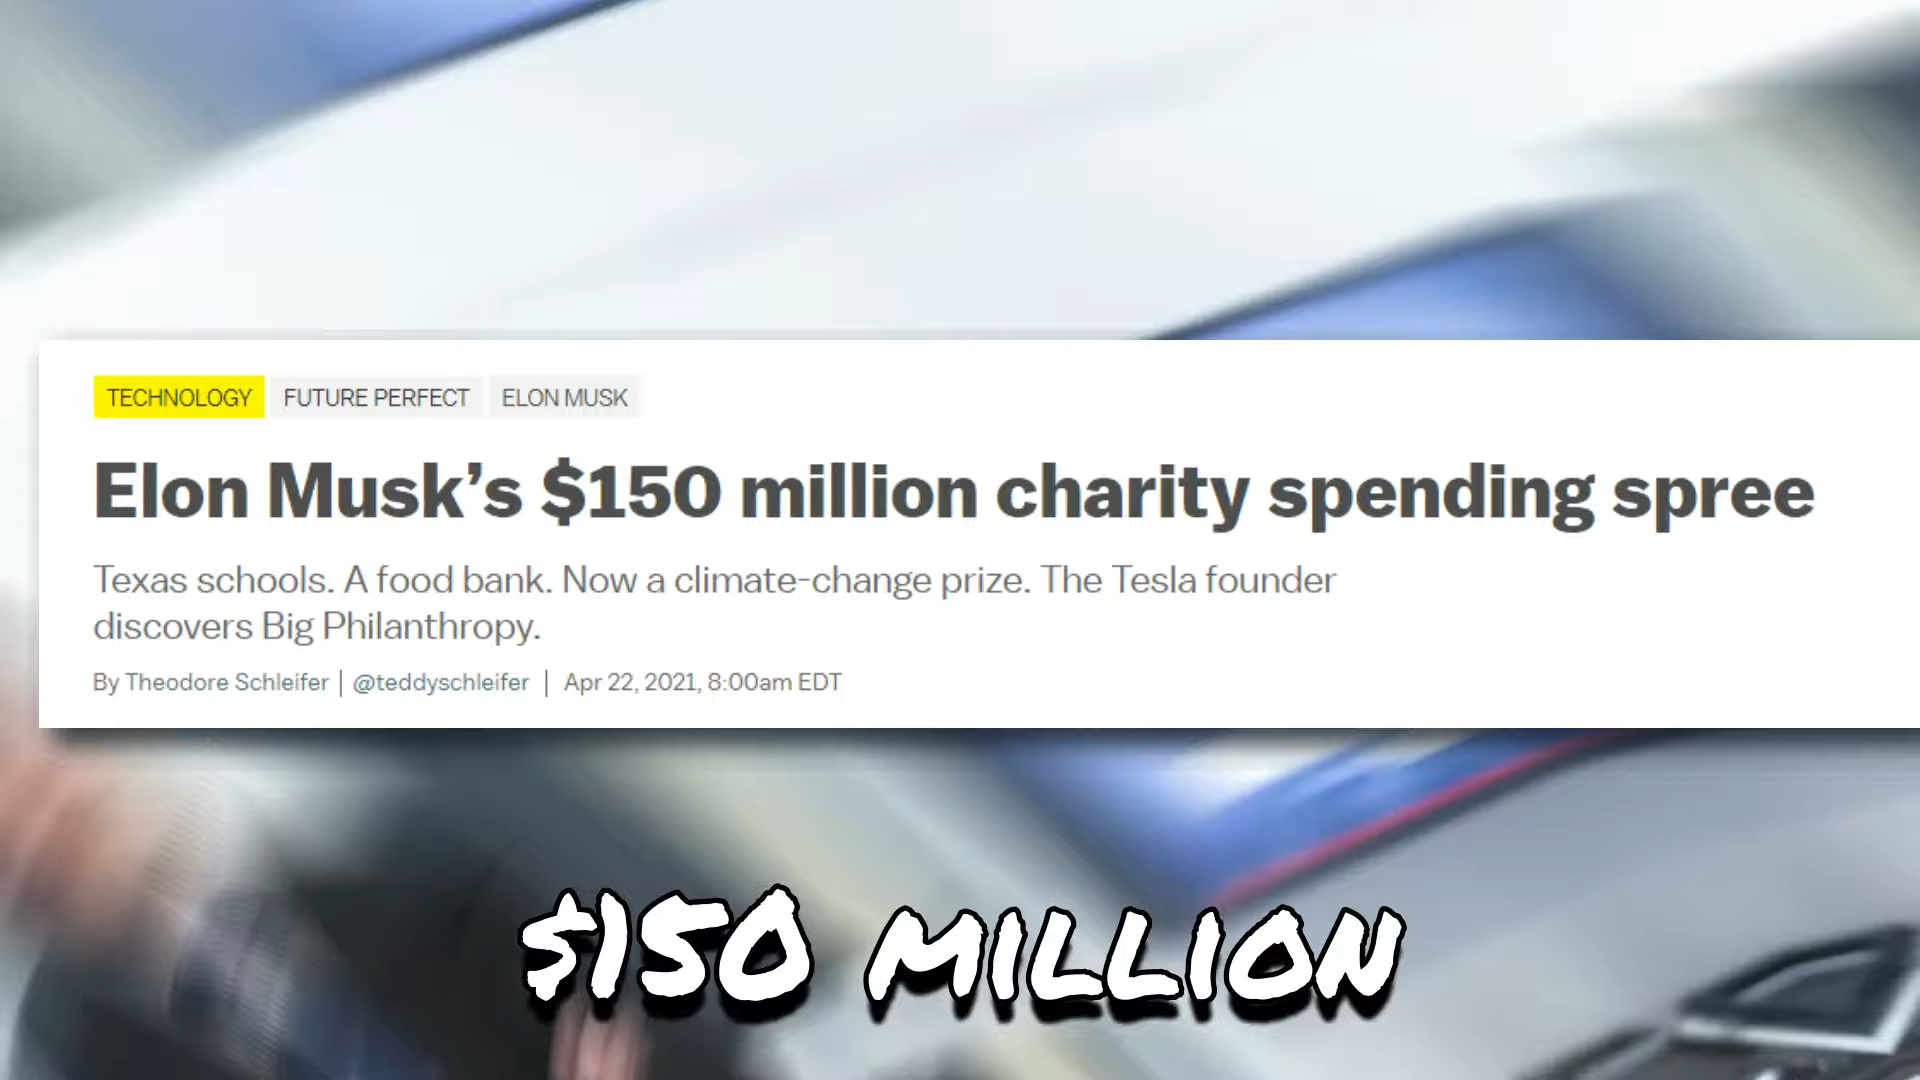 TECHNOLOGY FUTURE PERFECT ELON MUSK
Elon Musk’s $150 million charity spending spree
Texas schools. A food bank. Now a climate-change prize. The Tesla founder
discovers Big Philanthropy.
By Theodore Schleifer | @teddyschleifer | Apr 22, 2021, 8:00am EDT
$150 MILLION